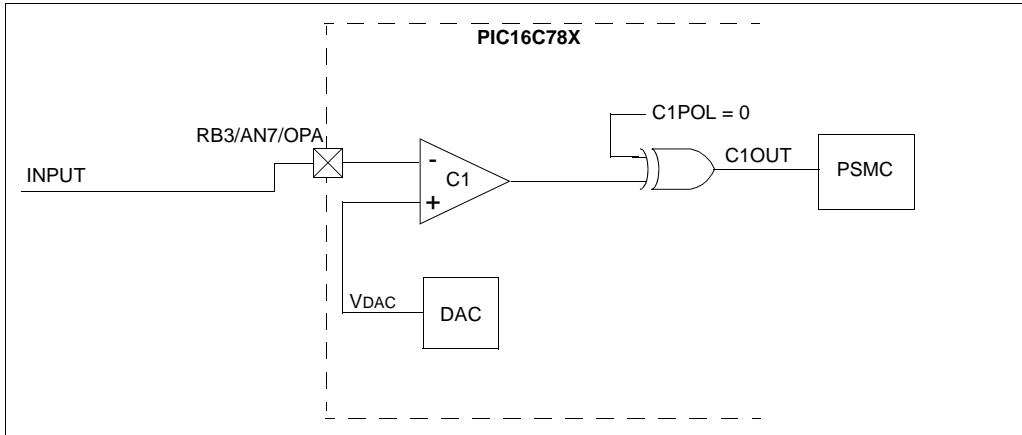 PIC16C78X
C1POL = 0
RB3/AN7/OPA
C1OUT
INPUT
-
C1
+
PSMC
VDAC
DAC